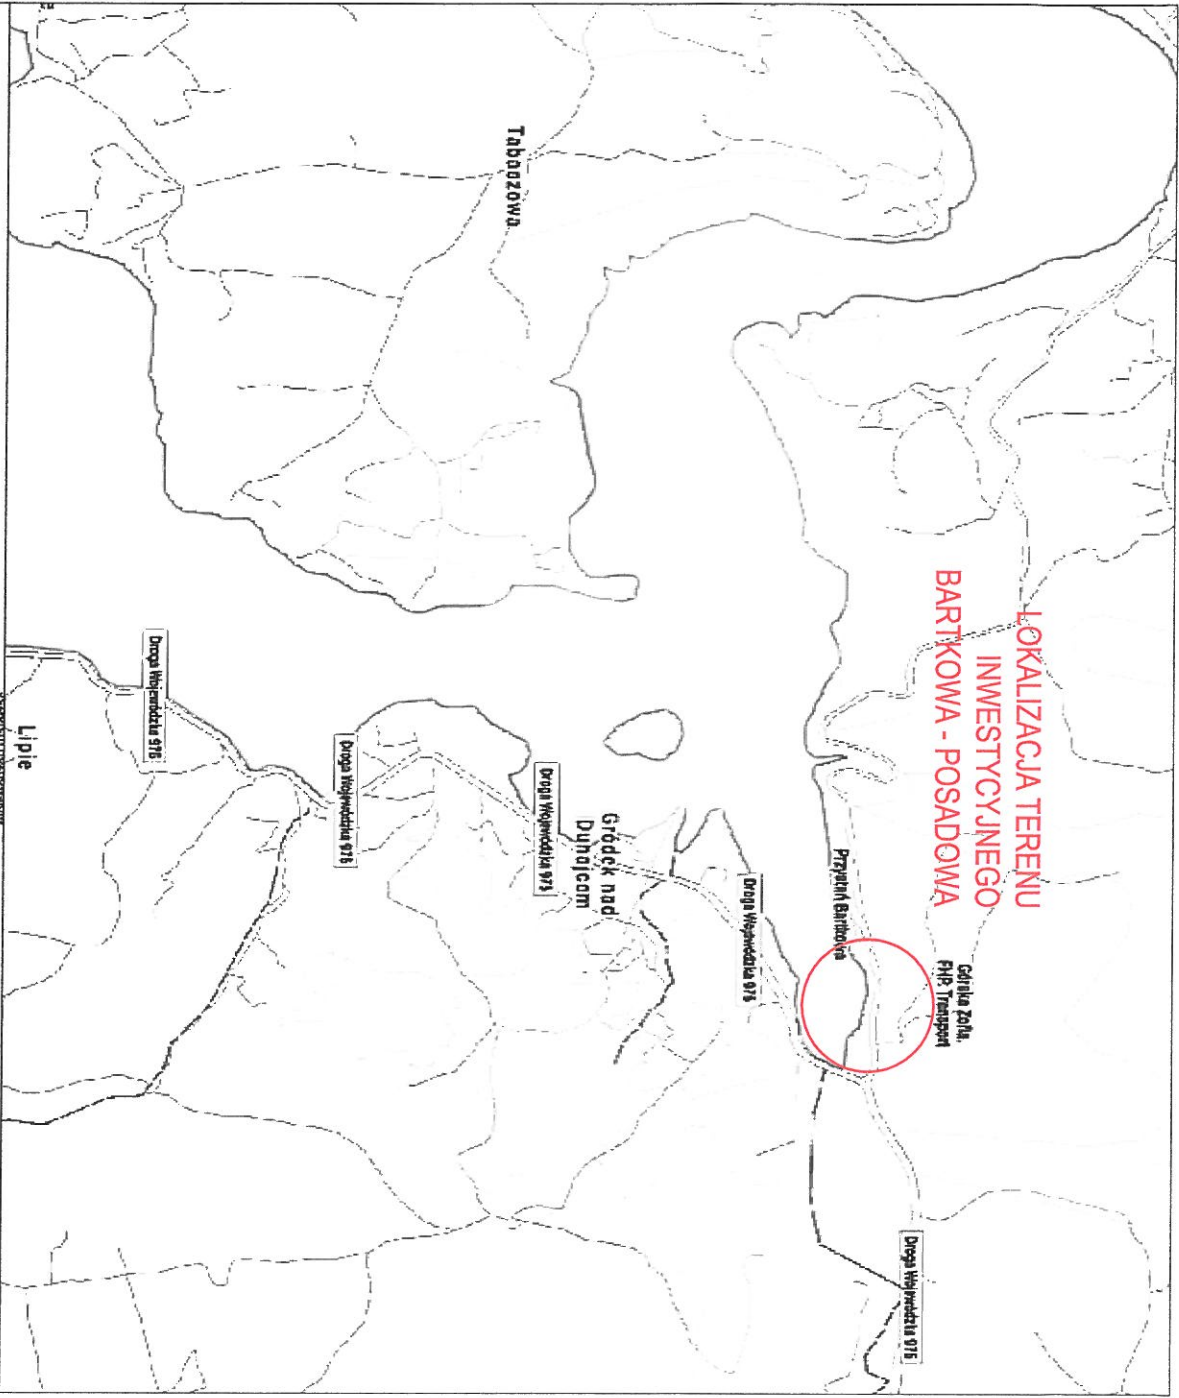 LOKALIZACJA TERENU
INWESTYCYJNEGO
BARTKOWA - POSADOWA
Górska Zofia.
FHP. Transport
Droga Wojewódzka 975
Przystań Bartkowa
Droga Wojewódzka 975
Gródek nad
Dunajcem
Droga Wojewódzka 975
Tabaszowa
Droga Wojewódzka 975
Droga Wojewódzka 975
Lipie